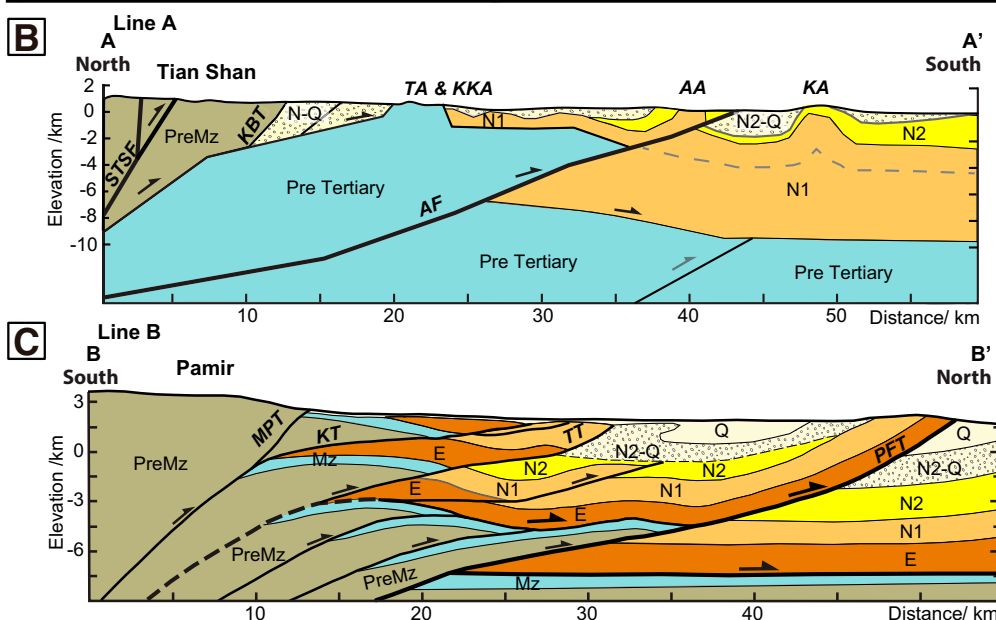 B
Line A
A
North
Tian Shan
TA & KKA
AA
KA
A'
South
2
0
-2
-4
-6
-8
-10
Elevation /km
STSF
PreMz
KBT
N-Q
N1
N2-Q
N2
Pre Tertiary
AF
N1
Pre Tertiary
Pre Tertiary
10
20
30
40
50
Distance/ km
C
Line B
B
South
Pamir
B'
North
3
0
-3
-6
Elevation /km
PreMz
MPT
KT
Mz
E
TT
N2
N2-Q
Q
N2
PFT
Q
N2-Q
E
N1
N1
N2
E
N1
PreMz
E
PreMz
Mz
10
20
30
40
Distance/ km